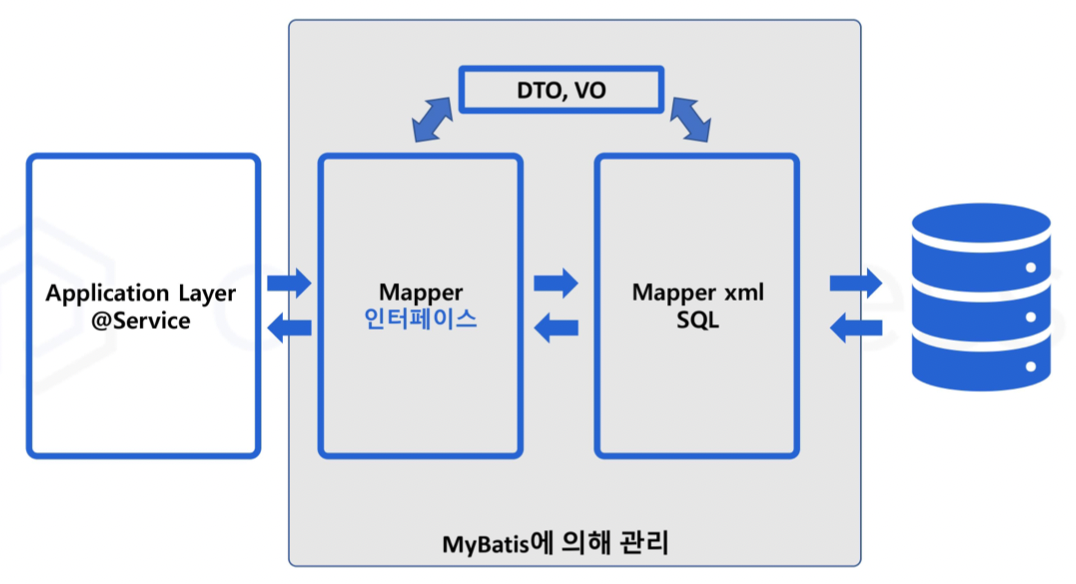 DTO, VO
Application Layer
@Service
Mapper
인터페이스
Mapper xml
SQL
MyBatis에 의해 관리